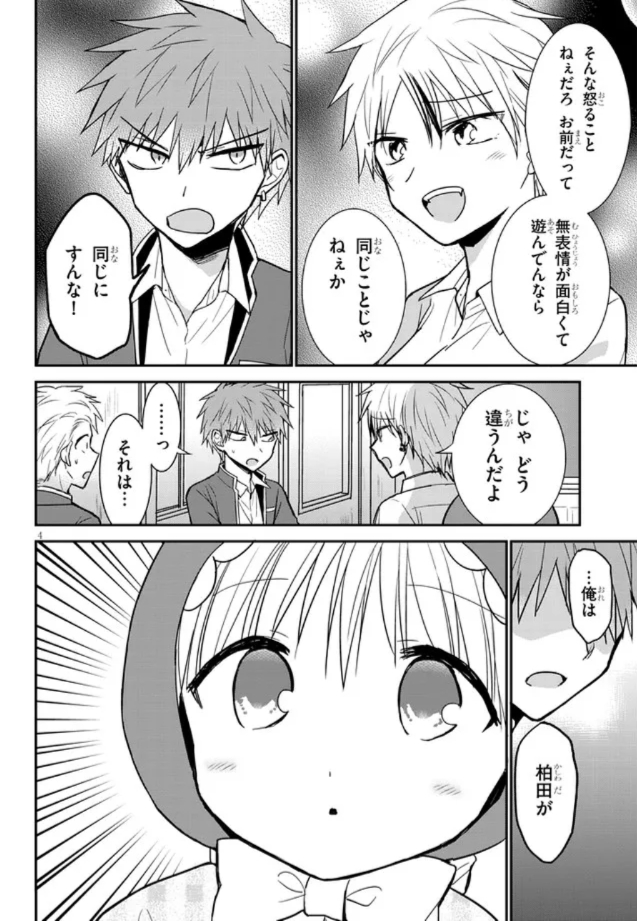 そんな怒ること
ねぇだろ お前だって
無表情が面白くて
遊んでんなら
同じことじゃ
ねぇか
同じに
すんな!
じゃ どう
違うんだよ
……っ
それは…
…俺は
柏田が
4